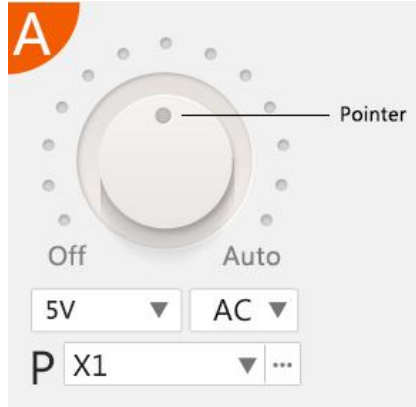 A
Pointer
Off Auto
5V AC
P X1 ...